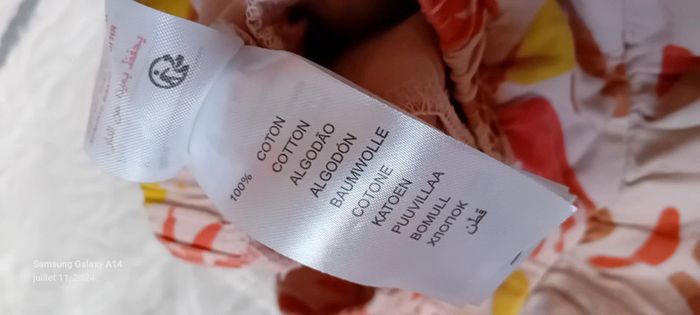 100% COTON
COTTON
ALGODÃO
ALGODÓN
BAUMWOLLE
COTONE
KATOEN
PUUVILLAA
BOMULL
ХЛОПОК
قطن
Samsung Galaxy A14
juillet 11, 2024